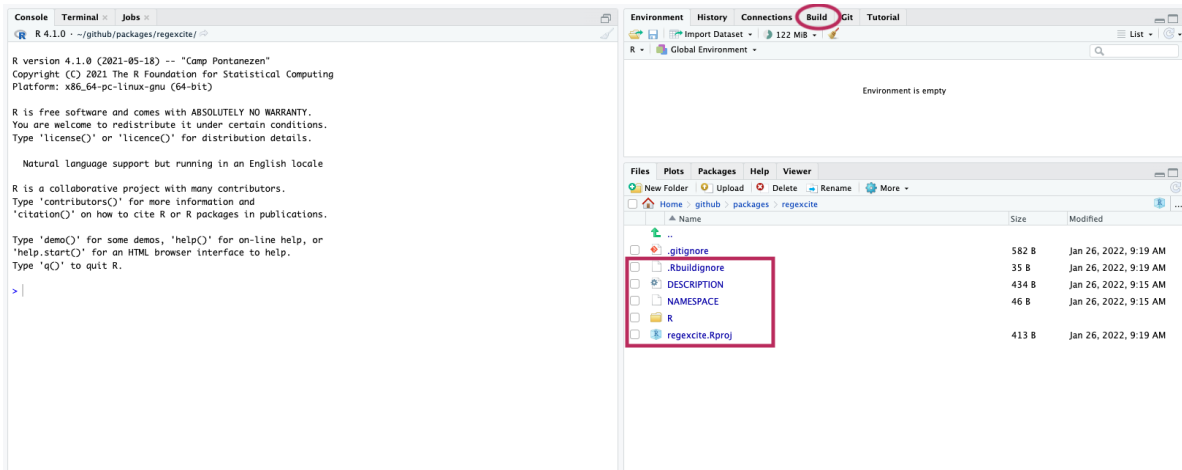 Console Terminal × Jobs ×
R 4.1.0 · ~/github/packages/regexcite/
R version 4.1.0 (2021-05-18) -- "Camp Pontanezen"
Copyright (C) 2021 The R Foundation for Statistical Computing
Platform: x86_64-pc-linux-gnu (64-bit)
R is free software and comes with ABSOLUTELY NO WARRANTY.
You are welcome to redistribute it under certain conditions.
Type 'license()' or 'licence()' for distribution details.
Natural language support but running in an English locale
R is a collaborative project with many contributors.
Type 'contributors()' for more information and
'citation()' on how to cite R or R packages in publications.
Type 'demo()' for some demos, 'help()' for on-line help, or
'help.start()' for an HTML browser interface to help.
Type 'q()' to quit R.
>
Environment History Connections Build Git Tutorial
Import Dataset 122 MiB List
R Global Environment
Environment is empty
Files Plots Packages Help Viewer
New Folder Upload Delete Rename More
Home > github > packages > regexcite ...
Name Size Modified
..
.gitignore 582 B Jan 26, 2022, 9:19 AM
.Rbuildignore 35 B Jan 26, 2022, 9:15 AM
DESCRIPTION 434 B Jan 26, 2022, 9:15 AM
NAMESPACE 46 B Jan 26, 2022, 9:15 AM
R
regexcite.Rproj 413 B Jan 26, 2022, 9:19 AM